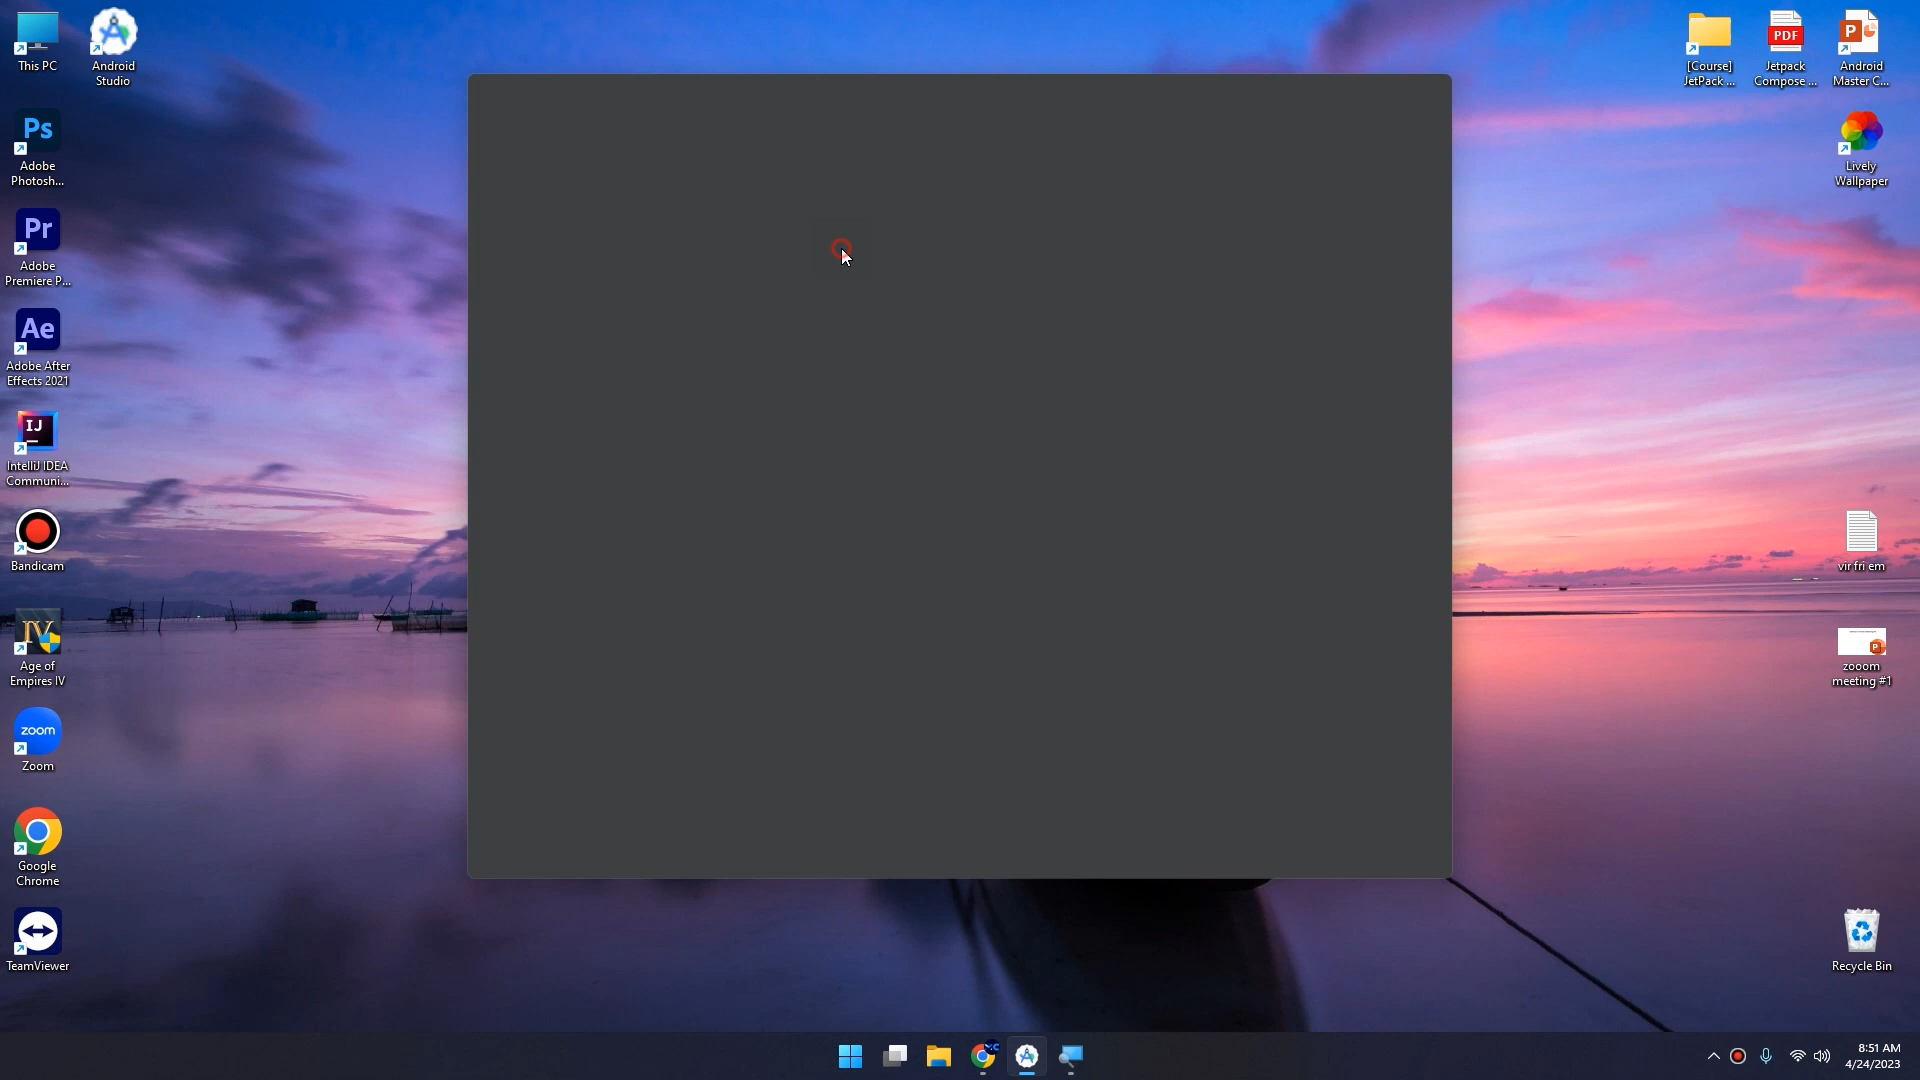 This PC
Android
Studio
[Course]
JetPack ...
PDF
Jetpack
Compose ...
P
Android
Master C...
Ps
Adobe
Photosh...
Lively
Wallpaper
Pr
Adobe
Premiere P...
Ae
Adobe After
Effects 2021
IJ
IntelliJ IDEA
Communi...
Bandicam
vir fri em
IV
Age of
Empires IV
P
zooom
meeting #1
zoom
Zoom
Google
Chrome
TeamViewer
Recycle Bin
8:51 AM
4/24/2023